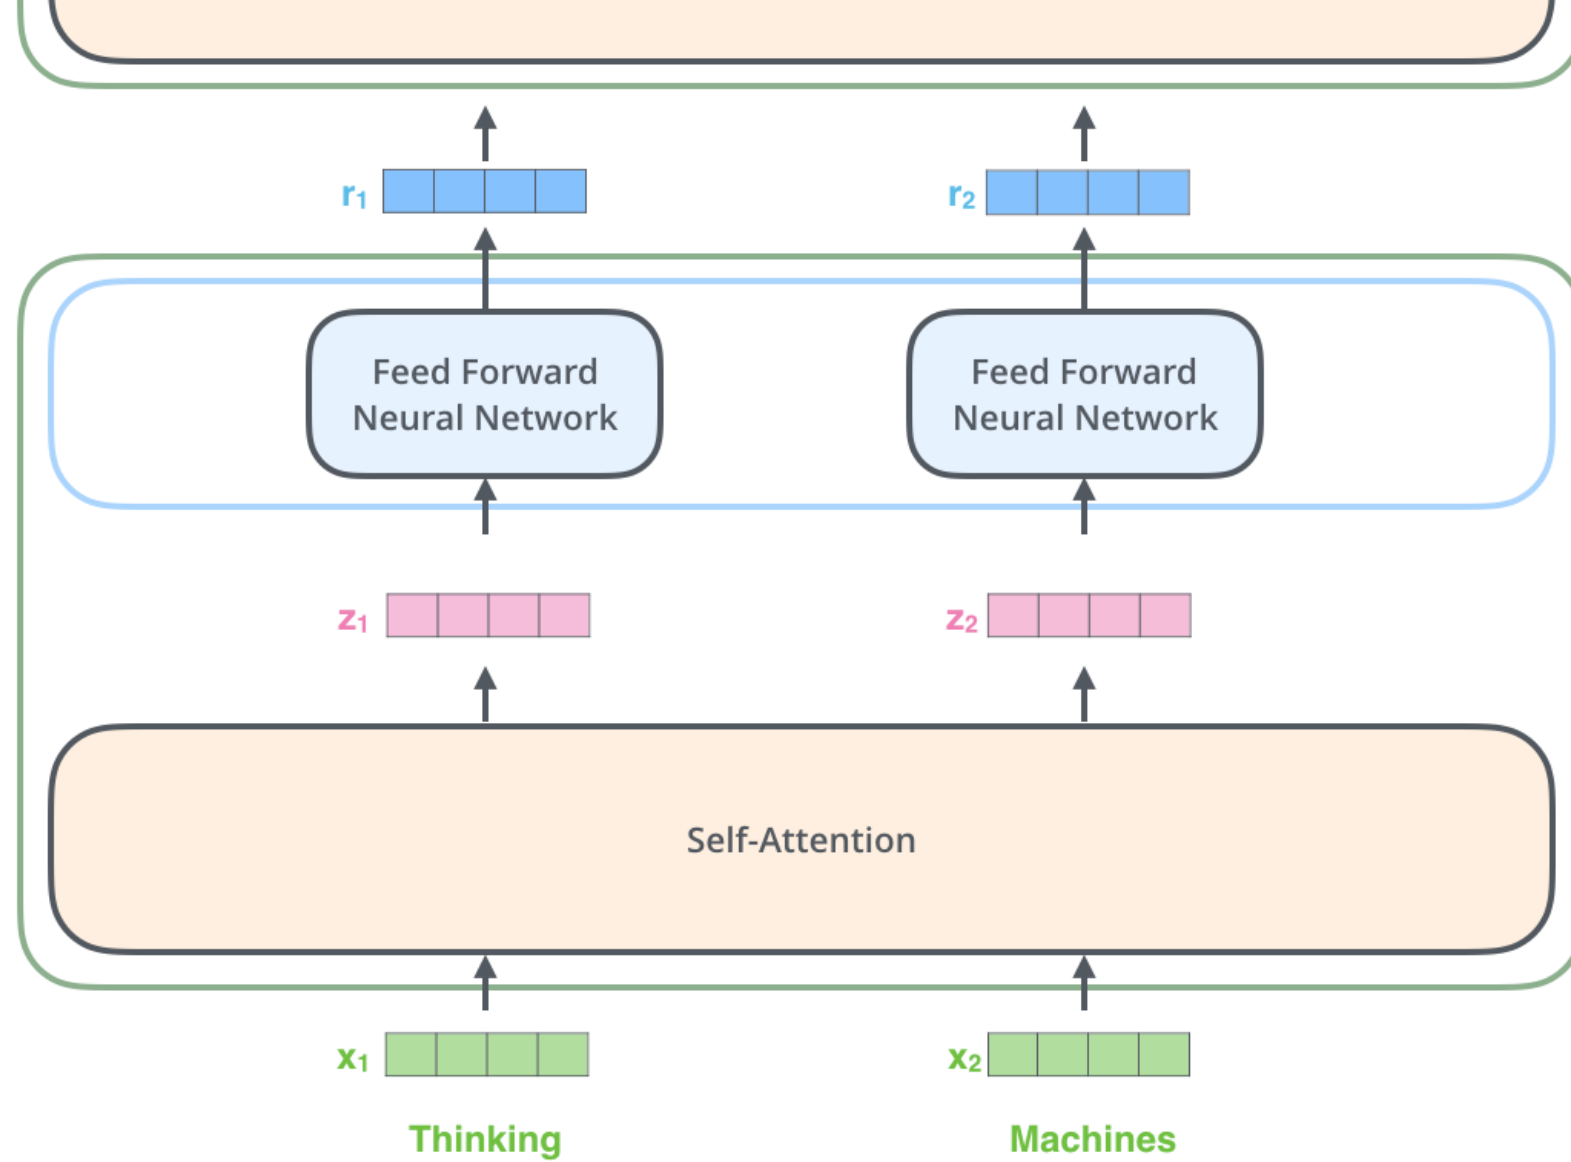 r₁ r₂
Feed Forward Feed Forward
Neural Network Neural Network
z₁ z₂
Self-Attention
x₁ x₂
Thinking Machines